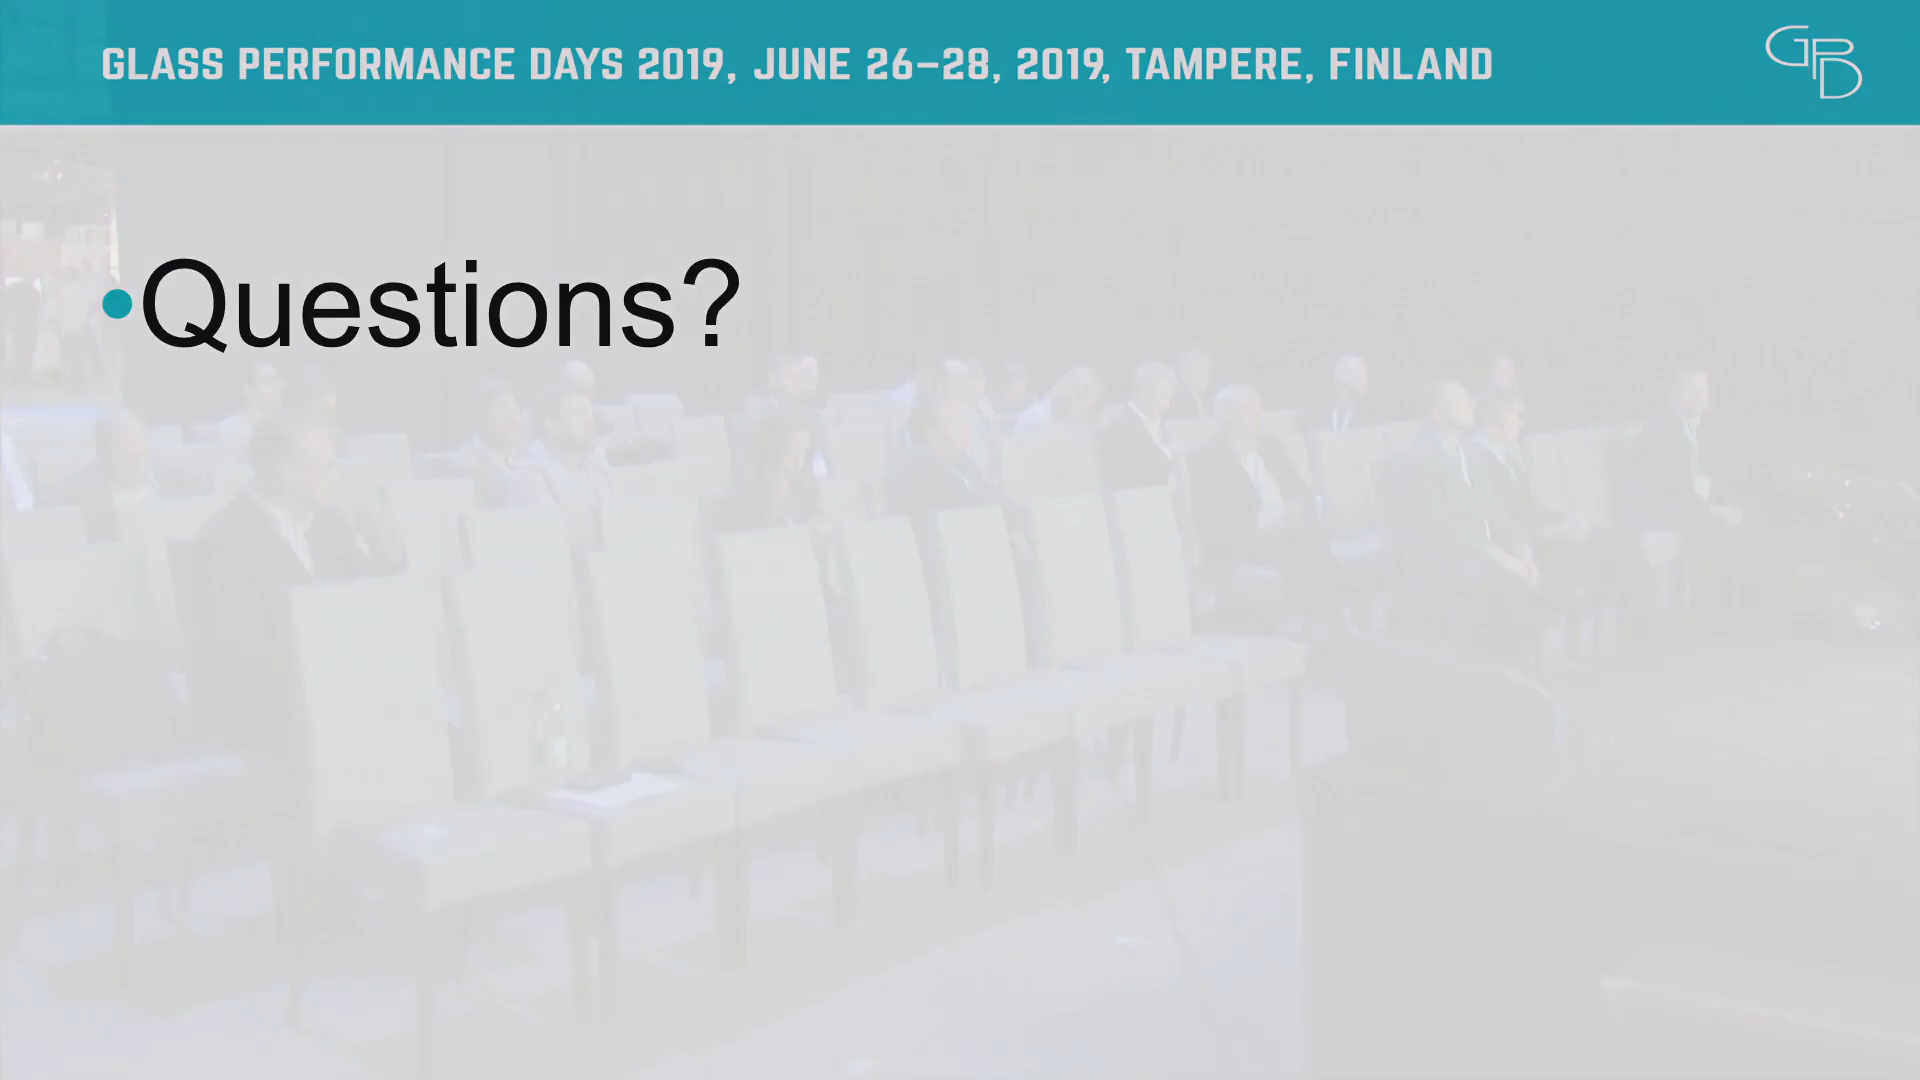 GLASS PERFORMANCE DAYS 2019, JUNE 26–28, 2019, TAMPERE, FINLAND
GPD
•Questions?